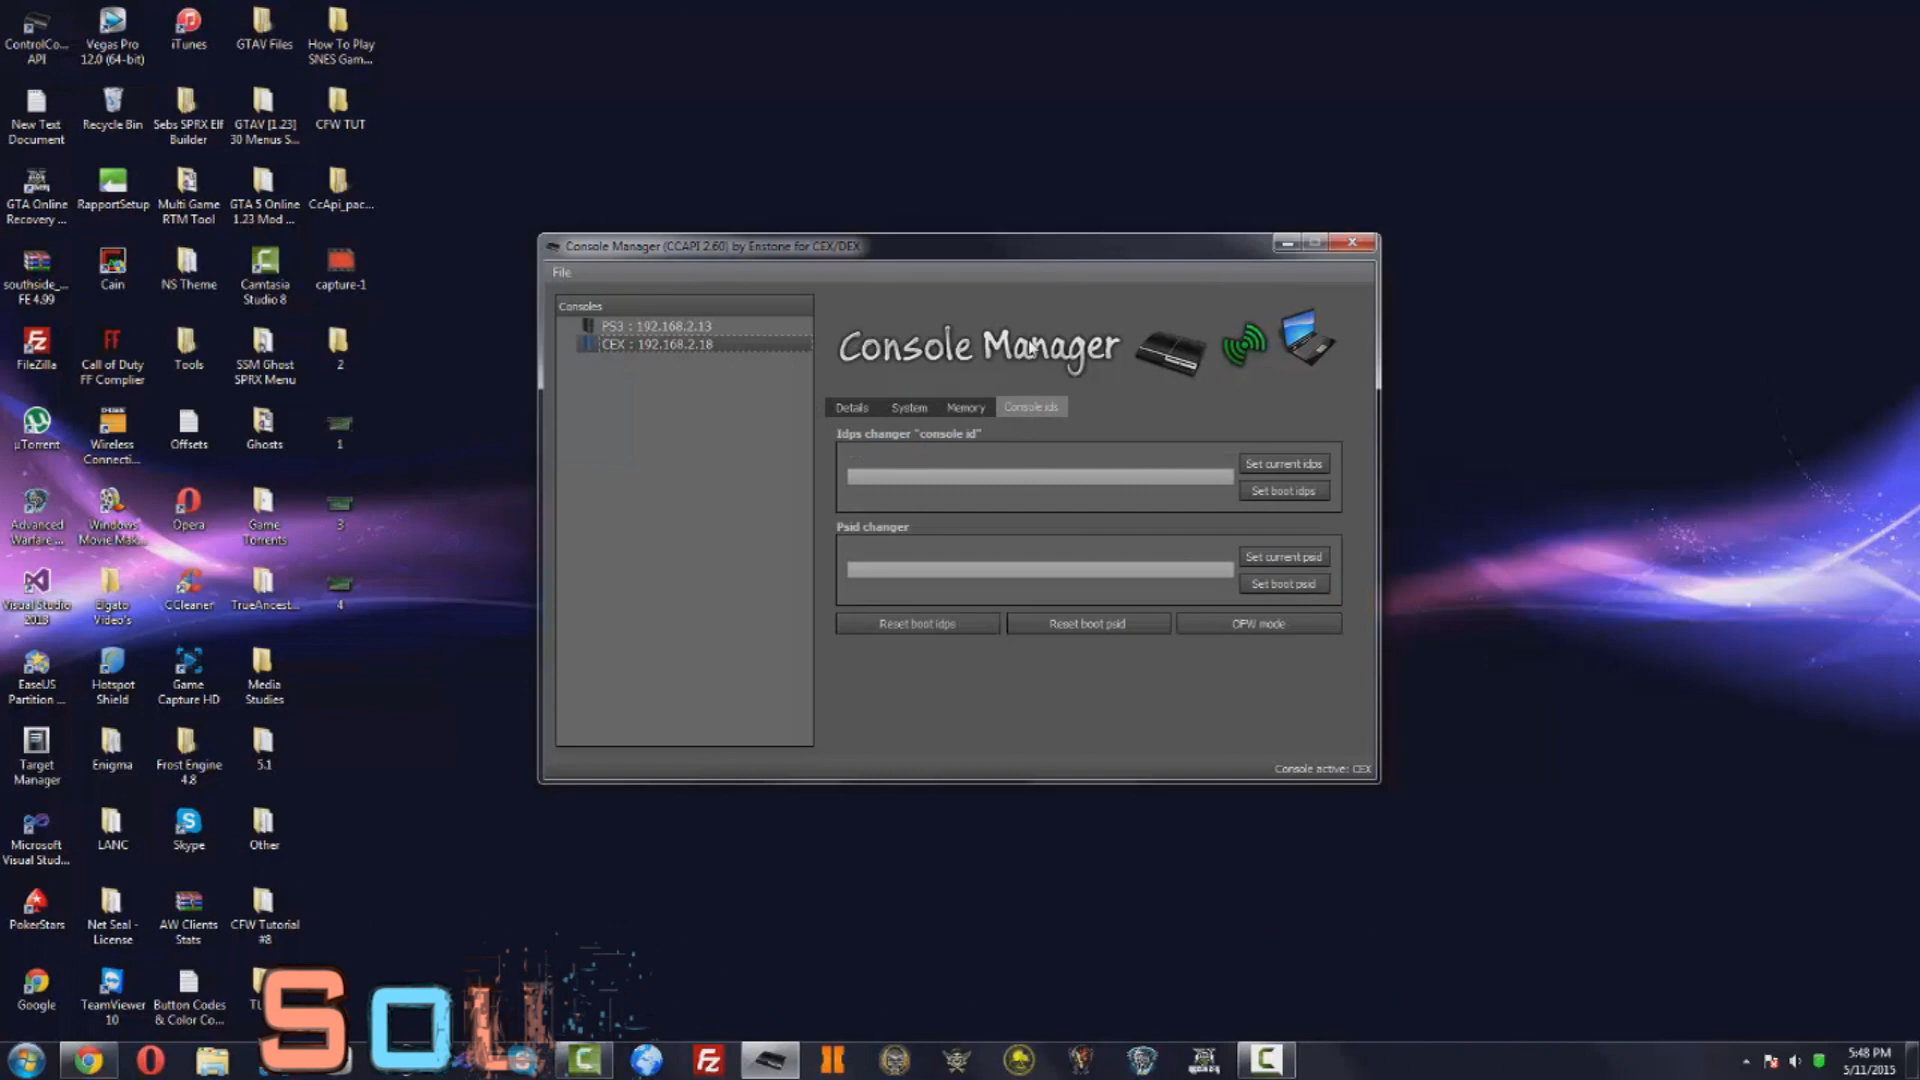 ControlCo...
API
Vegas Pro
12.0 (64-bit)
iTunes
GTAV Files
How To Play
SNES Gam...
New Text
Document
Recycle Bin
Sebs SPRX Elf
Builder
GTAV [1.23]
30 Menus S...
CFW TUT
GTA Online
Recovery ...
RapportSetup
Multi Game
RTM Tool
GTA 5 Online
1.23 Mod ...
CcApi_pac...
southside_...
FE 4.99
Cain
NS Theme
Camtasia
Studio 8
capture-1
FileZilla
Call of Duty
FF Complier
Tools
SSM Ghost
SPRX Menu
2
µTorrent
Wireless
Connecti...
Offsets
Ghosts
1
Advanced
Warfare ...
Windows
Movie Mak...
Opera
Game
Torrents
3
Visual Studio
2013
Elgato
Video's
CCleaner
TrueAncest...
4
EaseUS
Partition ...
Hotspot
Shield
Game
Capture HD
Media
Studies
Target
Manager
Enigma
Frost Engine
4.8
5.1
Microsoft
Visual Stud...
LANC
Skype
Other
PokerStars
Net Seal -
License
AW Clients
Stats
CFW Tutorial
#8
Google
TeamViewer
10
Button Codes
& Color Co...
Console Manager (CCAPI 2.60) by Enstone for CEX/DEX
File
Consoles
PS3 : 192.168.2.13
CEX : 192.168.2.18
Console Manager
Details
System
Memory
Console ids
Idps changer "console id"
Set current idps
Set boot idps
Psid changer
Set current psid
Set boot psid
Reset boot idps
Reset boot psid
OFW mode
Console active: CEX
Sou
5:48 PM
5/11/2015